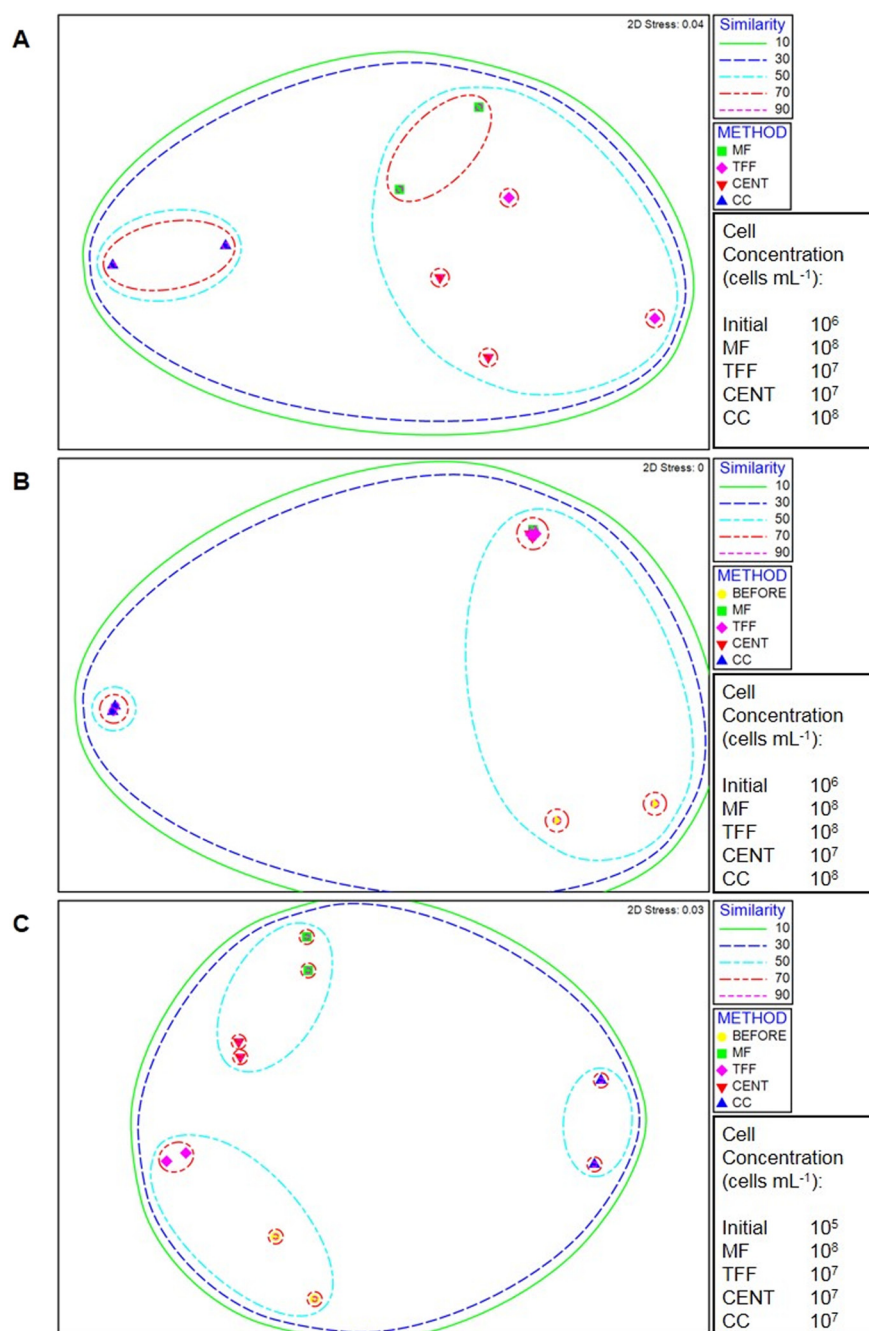 A
2D Stress: 0.04
Similarity
10
30
50
70
90
METHOD
MF
TFF
CENT
CC
Cell
Concentration
(cells mL⁻¹):
Initial 10⁶
MF 10⁸
TFF 10⁷
CENT 10⁷
CC 10⁸
B
2D Stress: 0
Similarity
10
30
50
70
90
METHOD
BEFORE
MF
TFF
CENT
CC
Cell
Concentration
(cells mL⁻¹):
Initial 10⁶
MF 10⁸
TFF 10⁸
CENT 10⁷
CC 10⁸
C
2D Stress: 0.03
Similarity
10
30
50
70
90
METHOD
BEFORE
MF
TFF
CENT
CC
Cell
Concentration
(cells mL⁻¹):
Initial 10⁵
MF 10⁸
TFF 10⁷
CENT 10⁷
CC 10⁷